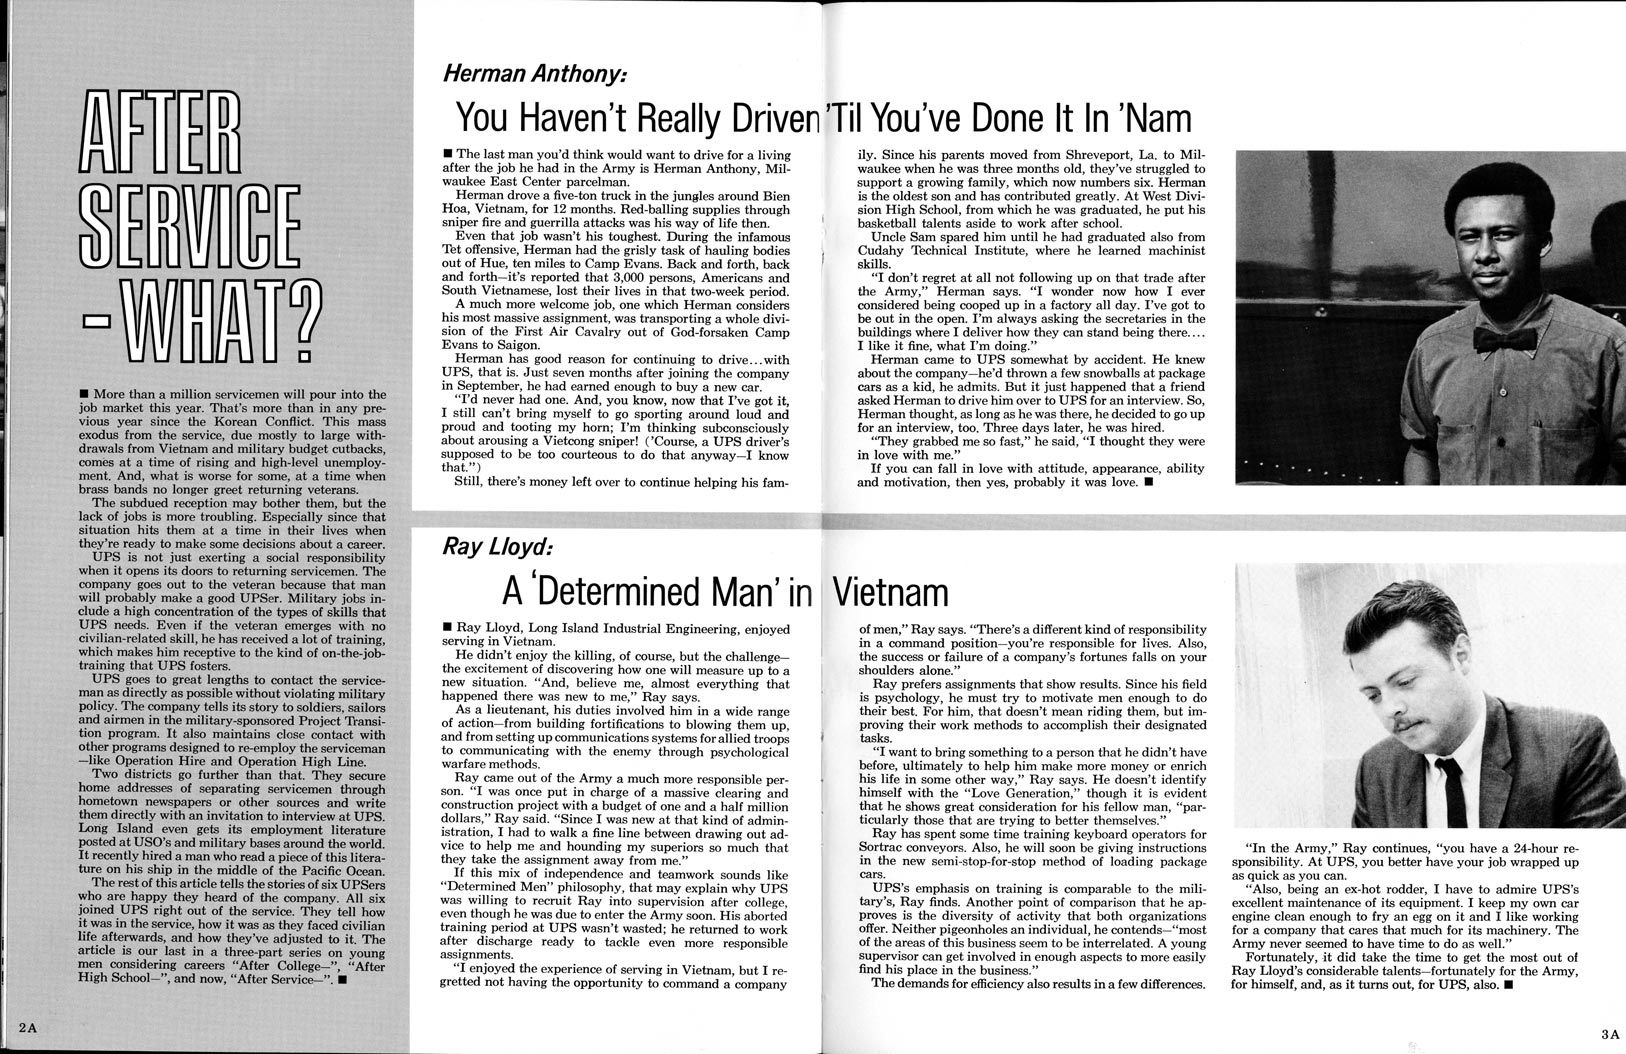 AFTER
SERVICE
-WHAT?
■ More than a million servicemen will pour into the
job market this year. That's more than in any pre-
vious year since the Korean Conflict. This mass
exodus from the service, due mostly to large with-
drawals from Vietnam and military budget cutbacks,
comes at a time of rising and high-level unemploy-
ment. And, what is worse for some, at a time when
brass bands no longer greet returning veterans.
The subdued reception may bother them, but the
lack of jobs is more troubling. Especially since that
situation hits them at a time in their lives when
they're ready to make some decisions about a career.
UPS is not just exerting a social responsibility
when it opens its doors to returning servicemen. The
company goes out to the veteran because that man
will probably make a good UPSer. Military jobs in-
clude a high concentration of the types of skills that
UPS needs. Even if the veteran emerges with no
civilian-related skill, he has received a lot of training,
which makes him receptive to the kind of on-the-job-
training that UPS fosters.
UPS goes to great lengths to contact the service-
man as directly as possible without violating military
policy. The company tells its story to soldiers, sailors
and airmen in the military-sponsored Project Transi-
tion program. It also maintains close contact with
other programs designed to re-employ the serviceman
—like Operation Hire and Operation High Line.
Two districts go further than that. They secure
home addresses of separating servicemen through
hometown newspapers or other sources and write
them directly with an invitation to interview at UPS.
Long Island even gets its employment literature
posted at USO's and military bases around the world.
It recently hired a man who read a piece of this litera-
ture on his ship in the middle of the Pacific Ocean.
The rest of this article tells the stories of six UPSers
who are happy they heard of the company. All six
joined UPS right out of the service. They tell how
it was in the service, how it was as they faced civilian
life afterwards, and how they've adjusted to it. The
article is our last in a three-part series on young
men considering careers "After College—", "After
High School—", and now, "After Service—". ■
2A
Herman Anthony:
You Haven't Really Driven 'Til You've Done It In 'Nam
■ The last man you'd think would want to drive for a living
after the job he had in the Army is Herman Anthony, Mil-
waukee East Center parcelman.
Herman drove a five-ton truck in the jungles around Bien
Hoa, Vietnam, for 12 months. Red-balling supplies through
sniper fire and guerrilla attacks was his way of life then.
Even that job wasn't his toughest. During the infamous
Tet offensive, Herman had the grisly task of hauling bodies
out of Hue, ten miles to Camp Evans. Back and forth, back
and forth—it's reported that 3,000 persons, Americans and
South Vietnamese, lost their lives in that two-week period.
A much more welcome job, one which Herman considers
his most massive assignment, was transporting a whole divi-
sion of the First Air Cavalry out of God-forsaken Camp
Evans to Saigon.
Herman has good reason for continuing to drive...with
UPS, that is. Just seven months after joining the company
in September, he had earned enough to buy a new car.
"I'd never had one. And, you know, now that I've got it,
I still can't bring myself to go sporting around loud and
proud and tooting my horn; I'm thinking subconsciously
about arousing a Vietcong sniper! ('Course, a UPS driver's
supposed to be too courteous to do that anyway—I know
that.")
Still, there's money left over to continue helping his fam-
ily. Since his parents moved from Shreveport, La. to Mil-
waukee when he was three months old, they've struggled to
support a growing family, which now numbers six. Herman
is the oldest son and has contributed greatly. At West Divi-
sion High School, from which he was graduated, he put his
basketball talents aside to work after school.
Uncle Sam spared him until he had graduated also from
Cudahy Technical Institute, where he learned machinist
skills.
"I don't regret at all not following up on that trade after
the Army," Herman says. "I wonder now how I ever
considered being cooped up in a factory all day. I've got to
be out in the open. I'm always asking the secretaries in the
buildings where I deliver how they can stand being there....
I like it fine, what I'm doing."
Herman came to UPS somewhat by accident. He knew
about the company—he'd thrown a few snowballs at package
cars as a kid, he admits. But it just happened that a friend
asked Herman to drive him over to UPS for an interview. So,
Herman thought, as long as he was there, he decided to go up
for an interview, too. Three days later, he was hired.
"They grabbed me so fast," he said, "I thought they were
in love with me."
If you can fall in love with attitude, appearance, ability
and motivation, then yes, probably it was love. ■
Ray Lloyd:
A 'Determined Man' in Vietnam
■ Ray Lloyd, Long Island Industrial Engineering, enjoyed
serving in Vietnam.
He didn't enjoy the killing, of course, but the challenge—
the excitement of discovering how one will measure up to a
new situation. "And, believe me, almost everything that
happened there was new to me," Ray says.
As a lieutenant, his duties involved him in a wide range
of action—from building fortifications to blowing them up,
and from setting up communications systems for allied troops
to communicating with the enemy through psychological
warfare methods.
Ray came out of the Army a much more responsible per-
son. "I was once put in charge of a massive clearing and
construction project with a budget of one and a half million
dollars," Ray said. "Since I was new at that kind of admin-
istration, I had to walk a fine line between drawing out ad-
vice to help me and hounding my superiors so much that
they take the assignment away from me."
If this mix of independence and teamwork sounds like
"Determined Men" philosophy, that may explain why UPS
was willing to recruit Ray into supervision after college,
even though he was due to enter the Army soon. His aborted
training period at UPS wasn't wasted; he returned to work
after discharge ready to tackle even more responsible
assignments.
"I enjoyed the experience of serving in Vietnam, but I re-
gretted not having the opportunity to command a company
of men," Ray says. "There's a different kind of responsibility
in a command position—you're responsible for lives. Also,
the success or failure of a company's fortunes falls on your
shoulders alone."
Ray prefers assignments that show results. Since his field
is psychology, he must try to motivate men enough to do
their best. For him, that doesn't mean riding them, but im-
proving their work methods to accomplish their designated
tasks.
"I want to bring something to a person that he didn't have
before, ultimately to help him make more money or enrich
his life in some other way," Ray says. He doesn't identify
himself with the "Love Generation," though it is evident
that he shows great consideration for his fellow man, "par-
ticularly those that are trying to better themselves."
Ray has spent some time training keyboard operators for
Sortrac conveyors. Also, he will soon be giving instructions
in the new semi-stop-for-stop method of loading package
cars.
UPS's emphasis on training is comparable to the mili-
tary's, Ray finds. Another point of comparison that he ap-
proves is the diversity of activity that both organizations
offer. Neither pigeonholes an individual, he contends—"most
of the areas of this business seem to be interrelated. A young
supervisor can get involved in enough aspects to more easily
find his place in the business."
The demands for efficiency also results in a few differences.
"In the Army," Ray continues, "you have a 24-hour re-
sponsibility. At UPS, you better have your job wrapped up
as quick as you can.
"Also, being an ex-hot rodder, I have to admire UPS's
excellent maintenance of its equipment. I keep my own car
engine clean enough to fry an egg on it and I like working
for a company that cares that much for its machinery. The
Army never seemed to have time to do as well."
Fortunately, it did take the time to get the most out of
Ray Lloyd's considerable talents—fortunately for the Army,
for himself, and, as it turns out, for UPS, also. ■
3A